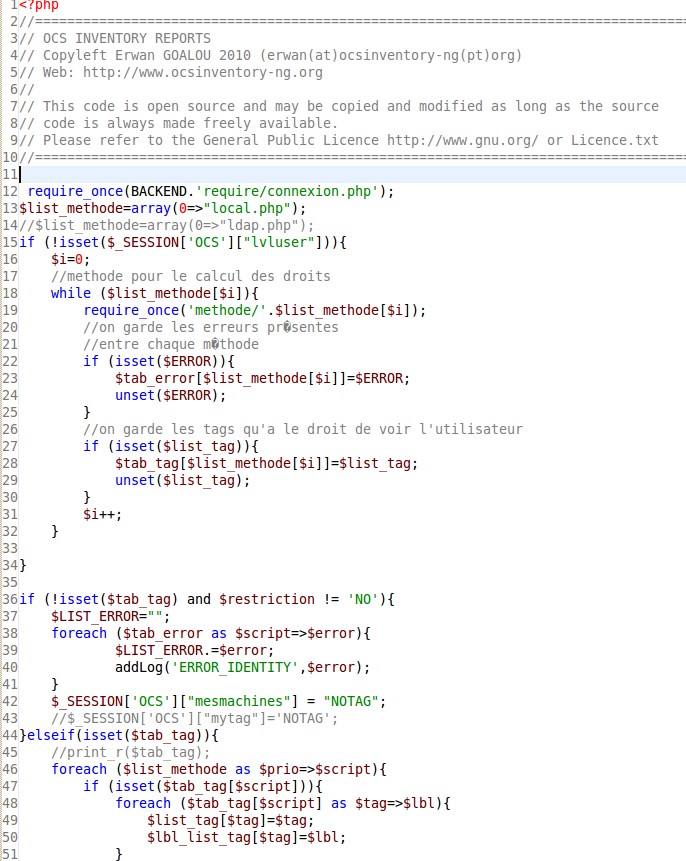 1<?php
2//===================================================================================
3// OCS INVENTORY REPORTS
4// Copyleft Erwan GOALOU 2010 (erwan(at)ocsinventory-ng(pt)org)
5// Web: http://www.ocsinventory-ng.org
6//
7// This code is open source and may be copied and modified as long as the source
8// code is always made freely available.
9// Please refer to the General Public Licence http://www.gnu.org/ or Licence.txt
10//===================================================================================
11
12 require_once(BACKEND.'require/connexion.php');
13$list_methode=array(0=>"local.php");
14//$list_methode=array(0=>"ldap.php");
15if (!isset($_SESSION['OCS']["lvluser"])){
16    $i=0;
17    //methode pour le calcul des droits
18    while ($list_methode[$i]){
19        require_once('methode/'.$list_methode[$i]);
20        //on garde les erreurs pr�sentes
21        //entre chaque m�thode
22        if (isset($ERROR)){
23            $tab_error[$list_methode[$i]]=$ERROR;
24            unset($ERROR);
25        }
26        //on garde les tags qu'a le droit de voir l'utilisateur
27        if (isset($list_tag)){
28            $tab_tag[$list_methode[$i]]=$list_tag;
29            unset($list_tag);
30        }
31        $i++;
32    }
33
34}
35
36if (!isset($tab_tag) and $restriction != 'NO'){
37    $LIST_ERROR="";
38    foreach ($tab_error as $script=>$error){
39            $LIST_ERROR.=$error;
40            addLog('ERROR_IDENTITY',$error);
41    }
42    $_SESSION['OCS']["mesmachines"] = "NOTAG";
43    //$_SESSION['OCS']["mytag"]='NOTAG';
44}elseif(isset($tab_tag)){
45    //print_r($tab_tag);
46    foreach ($list_methode as $prio=>$script){
47        if (isset($tab_tag[$script])){
48            foreach ($tab_tag[$script] as $tag=>$lbl){
49                $list_tag[$tag]=$tag;
50                $lbl_list_tag[$tag]=$lbl;
51            }